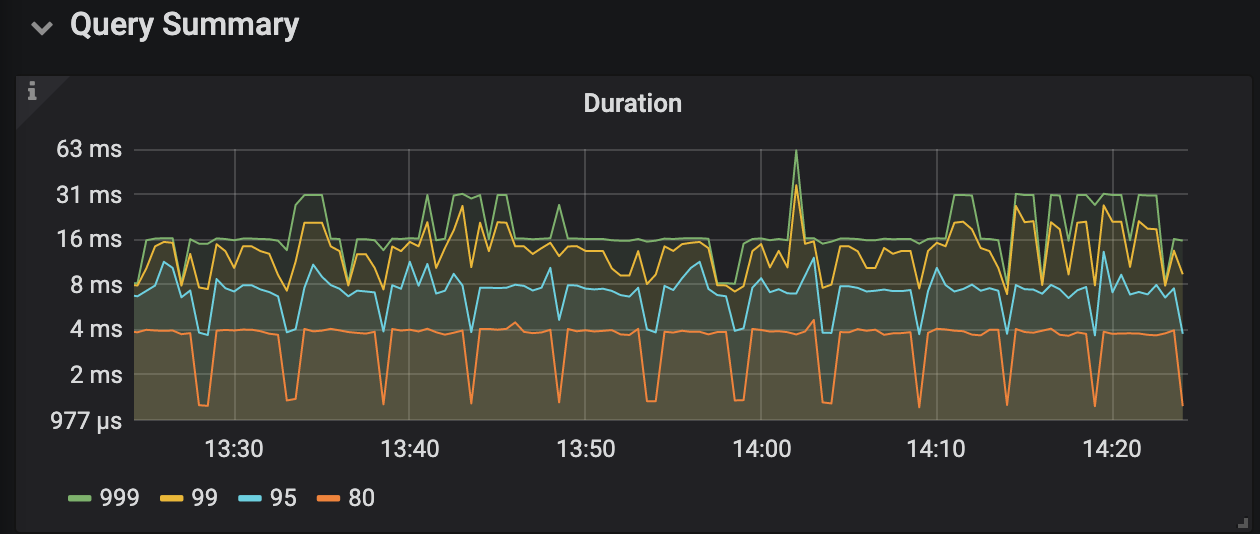 Query Summary
i
Duration
63 ms
31 ms
16 ms
8 ms
4 ms
2 ms
977 µs
13:30 13:40 13:50 14:00 14:10 14:20
999 99 95 80